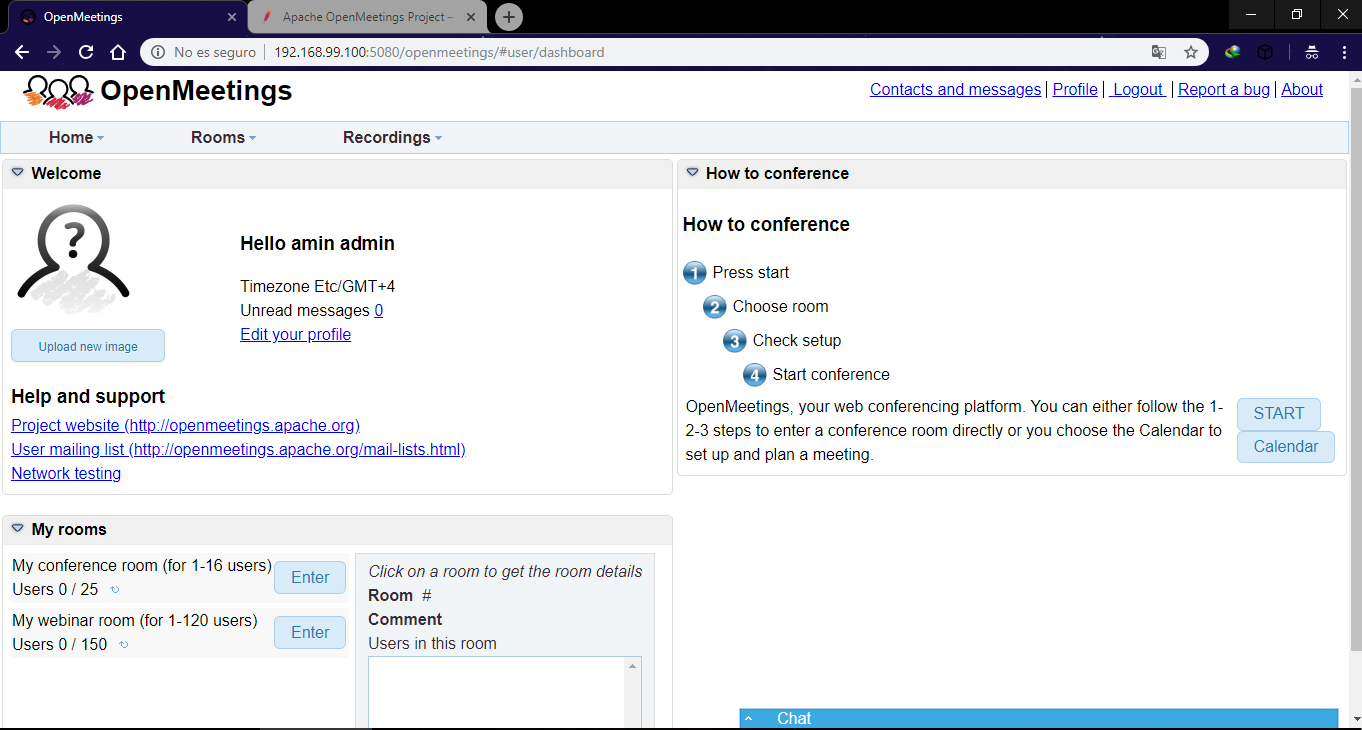 OpenMeetings
Apache OpenMeetings Project –
No es seguro 192.168.99.100:5080/openmeetings/#user/dashboard
OpenMeetings
Contacts and messages | Profile | Logout | Report a bug | About
Home Rooms Recordings
Welcome
?
Hello amin admin
Timezone Etc/GMT+4
Unread messages 0
Edit your profile
Upload new image
Help and support
Project website (http://openmeetings.apache.org)
User mailing list (http://openmeetings.apache.org/mail-lists.html)
Network testing
How to conference
How to conference
1 Press start
2 Choose room
3 Check setup
4 Start conference
OpenMeetings, your web conferencing platform. You can either follow the 1-
2-3 steps to enter a conference room directly or you choose the Calendar to
set up and plan a meeting.
START
Calendar
My rooms
My conference room (for 1-16 users)
Users 0 / 25
Enter
My webinar room (for 1-120 users)
Users 0 / 150
Enter
Click on a room to get the room details
Room #
Comment
Users in this room
Chat